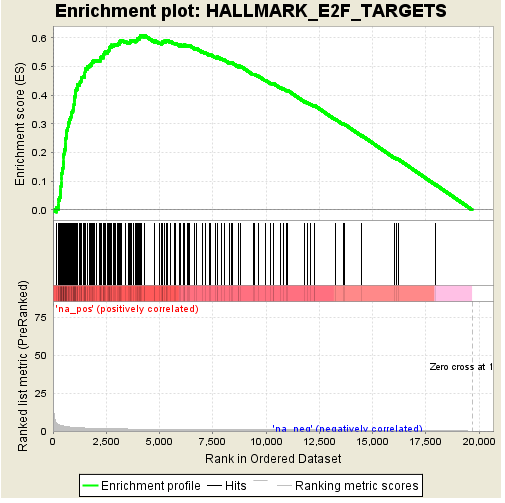 Enrichment plot: HALLMARK_E2F_TARGETS
Enrichment score (ES)
0.6
0.5
0.4
0.3
0.2
0.1
0.0
'na_pos' (positively correlated)
Ranked list metric (PreRanked)
75
50
25
0
Zero cross at 1
'na_neg' (negatively correlated)
0 2,500 5,000 7,500 10,000 12,500 15,000 17,500 20,000
Rank in Ordered Dataset
Enrichment profile Hits Ranking metric scores